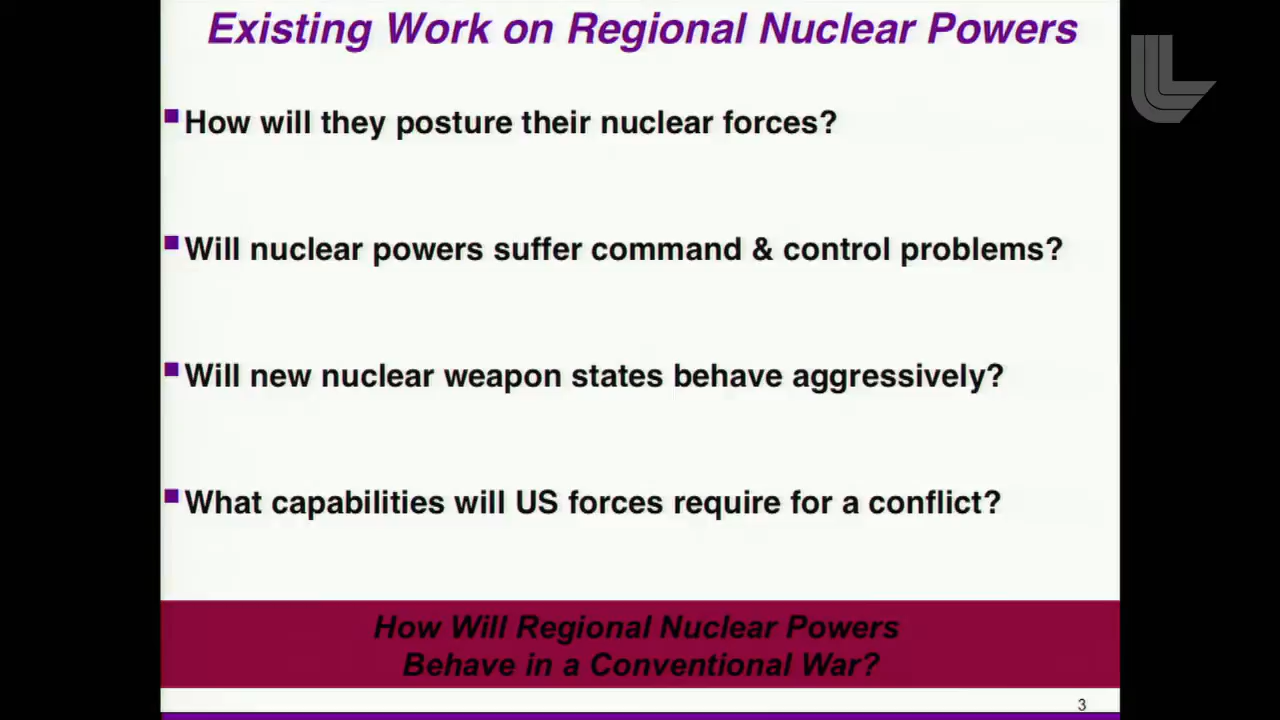 Existing Work on Regional Nuclear Powers
How will they posture their nuclear forces?
Will nuclear powers suffer command & control problems?
Will new nuclear weapon states behave aggressively?
What capabilities will US forces require for a conflict?
How Will Regional Nuclear Powers
Behave in a Conventional War?
3